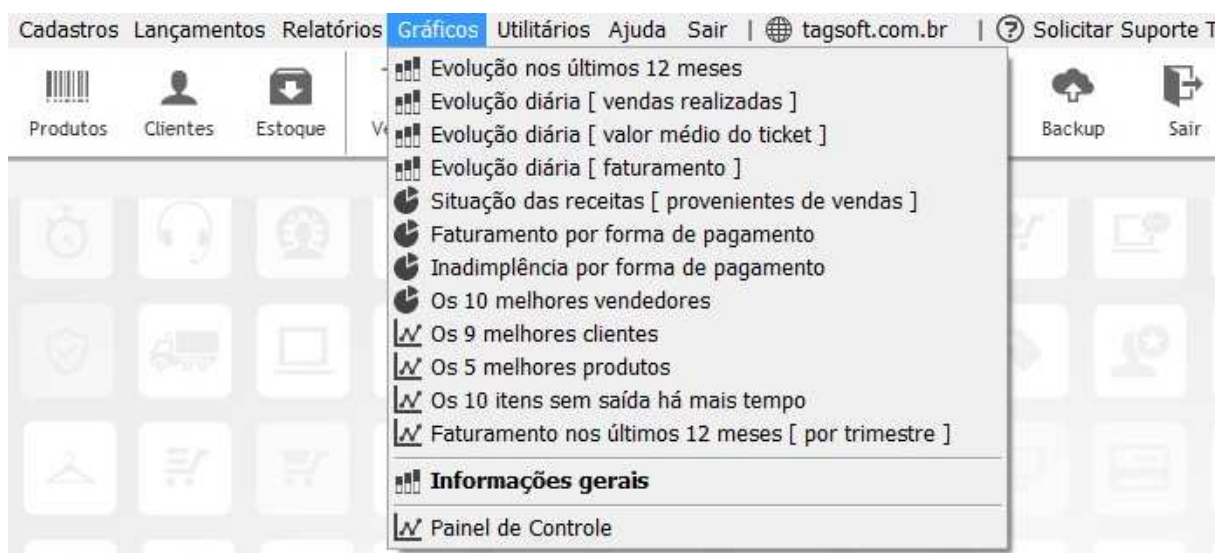 Cadastros Lançamentos Relatórios Gráficos Utilitários Ajuda Sair | tagsoft.com.br | Solicitar Suporte
Produtos Clientes Estoque Backup Sair
Evolução nos últimos 12 meses
Evolução diária [ vendas realizadas ]
Evolução diária [ valor médio do ticket ]
Evolução diária [ faturamento ]
Situação das receitas [ provenientes de vendas ]
Faturamento por forma de pagamento
Inadimplência por forma de pagamento
Os 10 melhores vendedores
Os 9 melhores clientes
Os 5 melhores produtos
Os 10 itens sem saída há mais tempo
Faturamento nos últimos 12 meses [ por trimestre ]
Informações gerais
Painel de Controle